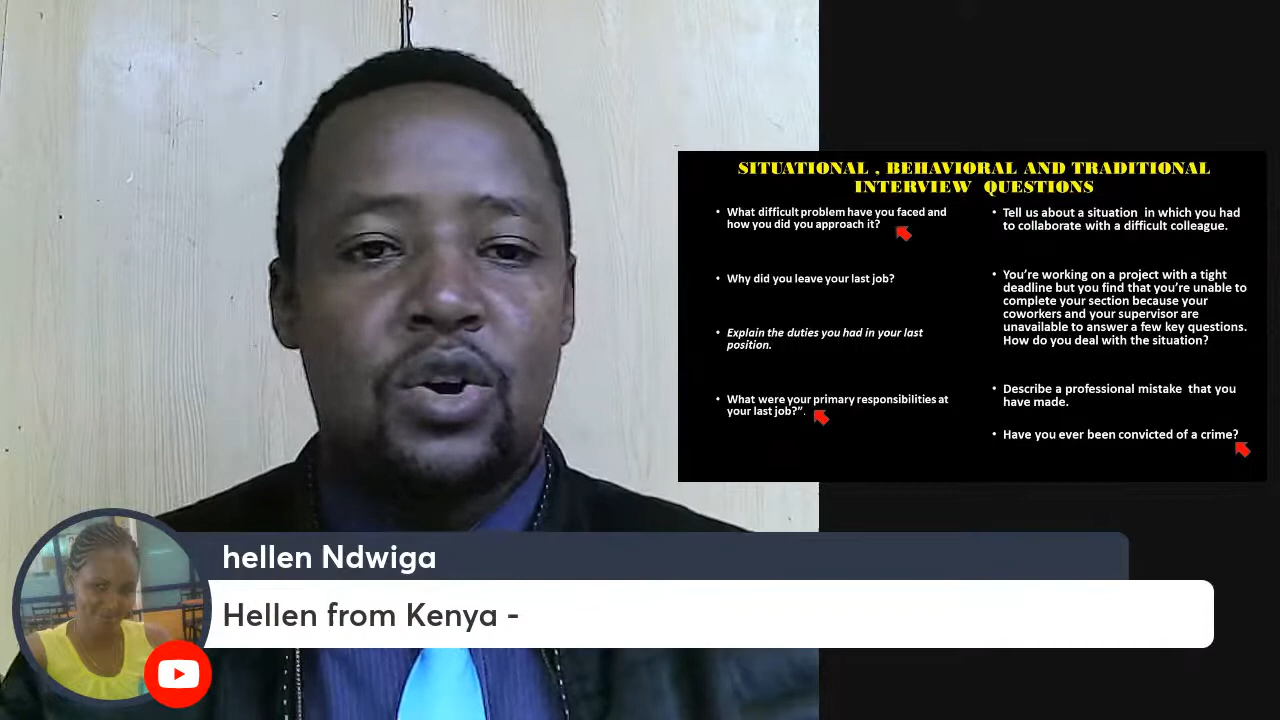 SITUATIONAL , BEHAVIORAL AND TRADITIONAL
INTERVIEW QUESTIONS
• What difficult problem have you faced and
how you did you approach it?
• Why did you leave your last job?
• Explain the duties you had in your last
position.
• What were your primary responsibilities at
your last job?”.
• Tell us about a situation in which you had
to collaborate with a difficult colleague.
• You’re working on a project with a tight
deadline but you find that you’re unable to
complete your section because your
coworkers and your supervisor are
unavailable to answer a few key questions.
How do you deal with the situation?
• Describe a professional mistake that you
have made.
• Have you ever been convicted of a crime?
hellen Ndwiga
Hellen from Kenya -